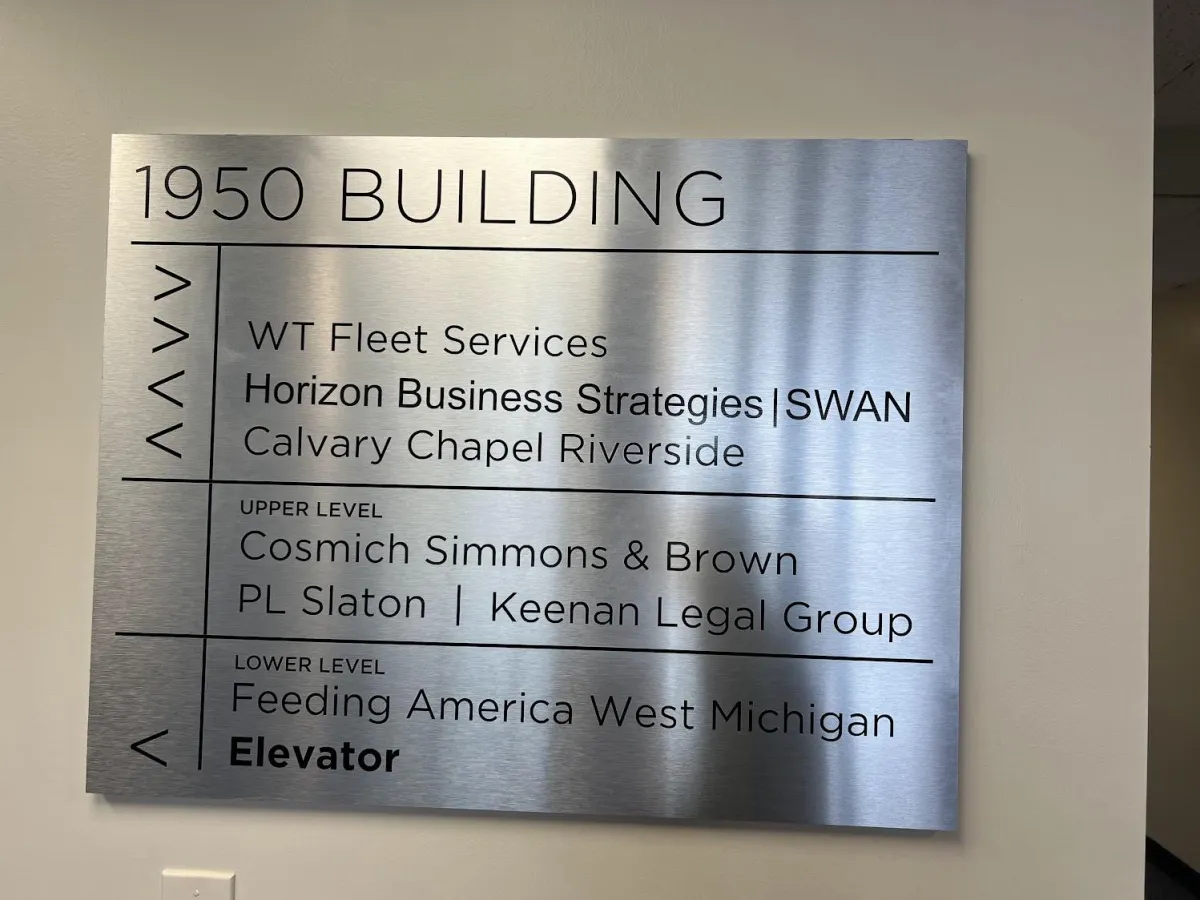 1950 BUILDING
>
> WT Fleet Services
< Horizon Business Strategies|SWAN
< Calvary Chapel Riverside
UPPER LEVEL
Cosmich Simmons & Brown
PL Slaton | Keenan Legal Group
LOWER LEVEL
Feeding America West Michigan
< Elevator